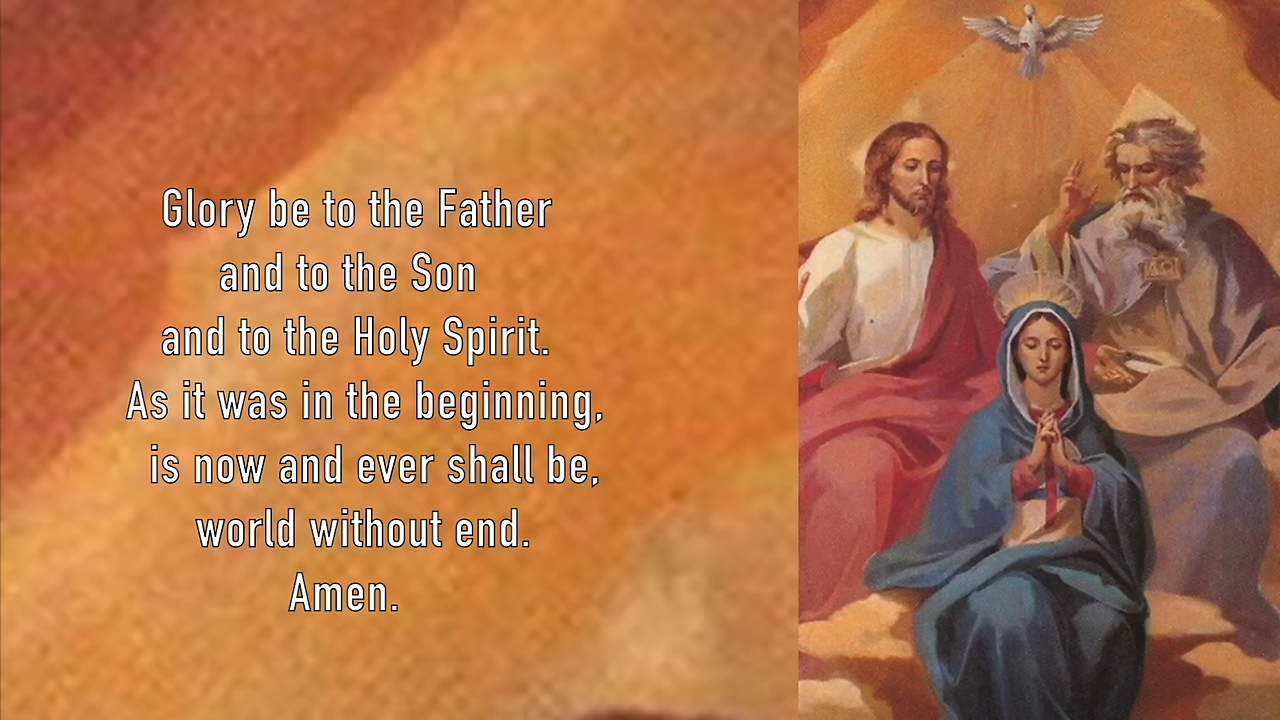 Glory be to the Father
and to the Son
and to the Holy Spirit.
As it was in the beginning,
is now and ever shall be,
world without end.
Amen.